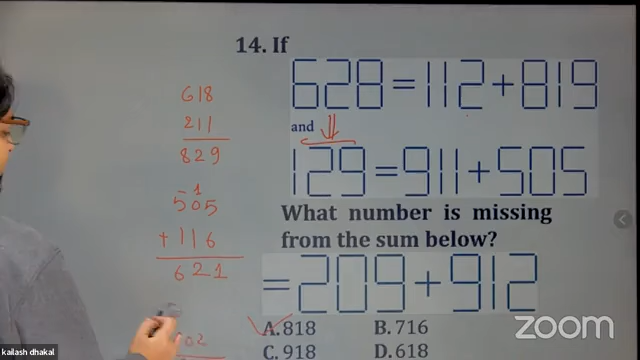 14. If
628=112+819
and
129=911+505
What number is missing
from the sum below?
=209+912
A.818 B.716
C.918 D.618
618
211
829
1
505
+116
621
02
kailash dhakal
zoom